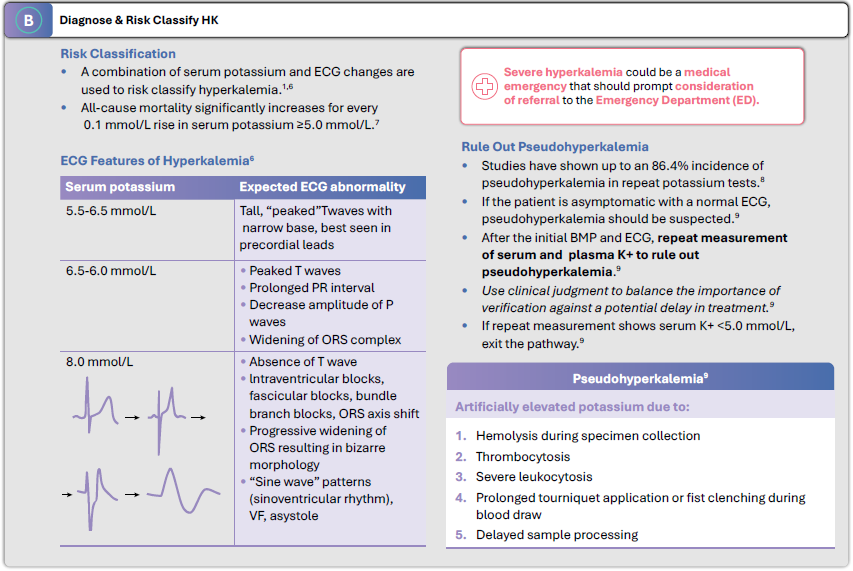 B
Diagnose & Risk Classify HK
Risk Classification
• A combination of serum potassium and ECG changes are
used to risk classify hyperkalemia.1,6
• All-cause mortality significantly increases for every
0.1 mmol/L rise in serum potassium ≥5.0 mmol/L.7
ECG Features of Hyperkalemia6
Serum potassium
Expected ECG abnormality
5.5-6.5 mmol/L
Tall, “peaked”Twaves with
narrow base, best seen in
precordial leads
6.5-6.0 mmol/L
• Peaked T waves
• Prolonged PR interval
• Decrease amplitude of P
waves
• Widening of ORS complex
8.0 mmol/L
• Absence of T wave
• Intraventricular blocks,
fascicular blocks, bundle
branch blocks, ORS axis shift
• Progressive widening of
ORS resulting in bizarre
morphology
• “Sine wave” patterns
(sinoventricular rhythm),
VF, asystole
Severe hyperkalemia could be a medical
emergency that should prompt consideration
of referral to the Emergency Department (ED).
Rule Out Pseudohyperkalemia
• Studies have shown up to an 86.4% incidence of
pseudohyperkalemia in repeat potassium tests.8
• If the patient is asymptomatic with a normal ECG,
pseudohyperkalemia should be suspected.9
• After the initial BMP and ECG, repeat measurement
of serum and plasma K+ to rule out
pseudohyperkalemia.9
• Use clinical judgment to balance the importance of
verification against a potential delay in treatment.9
• If repeat measurement shows serum K+ <5.0 mmol/L,
exit the pathway.9
Pseudohyperkalemia9
Artificially elevated potassium due to:
1. Hemolysis during specimen collection
2. Thrombocytosis
3. Severe leukocytosis
4. Prolonged tourniquet application or fist clenching during
blood draw
5. Delayed sample processing